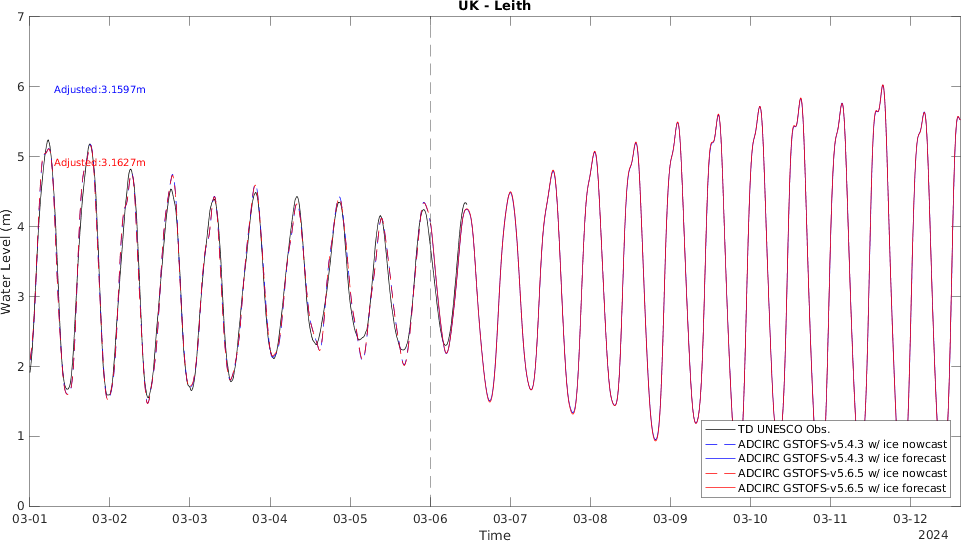 UK - Leith
7
6
5
4
3
2
1
0
Water Level (m)
Adjusted:3.1597m
Adjusted:3.1627m
TD UNESCO Obs.
ADCIRC GSTOFS-v5.4.3 w/ ice nowcast
ADCIRC GSTOFS-v5.4.3 w/ ice forecast
ADCIRC GSTOFS-v5.6.5 w/ ice nowcast
ADCIRC GSTOFS-v5.6.5 w/ ice forecast
03-01 03-02 03-03 03-04 03-05 03-06 03-07 03-08 03-09 03-10 03-11 03-12
Time
2024